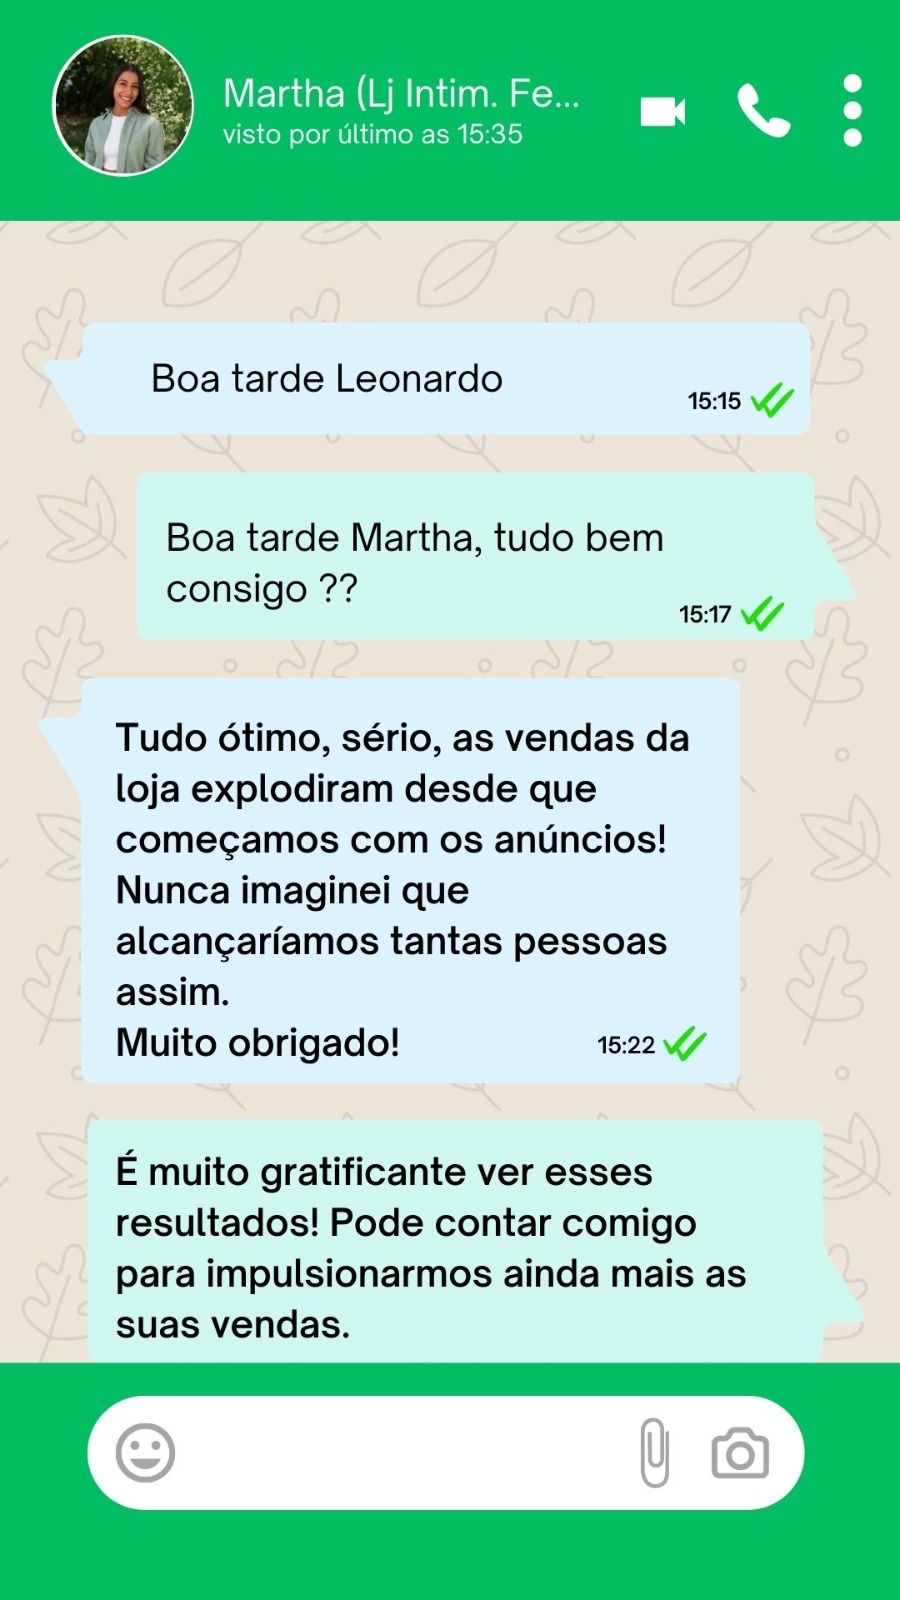 Martha (Lj Intim. Fe...
visto por último as 15:35
Boa tarde Leonardo
15:15
Boa tarde Martha, tudo bem
consigo ??
15:17
Tudo ótimo, sério, as vendas da
loja explodiram desde que
começamos com os anúncios!
Nunca imaginei que
alcançaríamos tantas pessoas
assim.
Muito obrigado!
15:22
É muito gratificante ver esses
resultados! Pode contar comigo
para impulsionarmos ainda mais as
suas vendas.